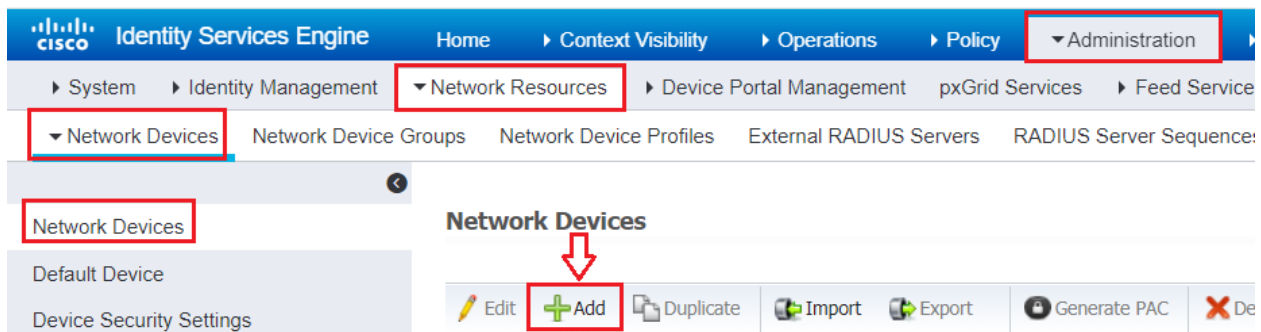 cisco Identity Services Engine Home Context Visibility Operations Policy Administration
System Identity Management Network Resources Device Portal Management pxGrid Services Feed Service
Network Devices Network Device Groups Network Device Profiles External RADIUS Servers RADIUS Server Sequences
Network Devices
Default Device
Device Security Settings
Network Devices
Edit Add Duplicate Import Export Generate PAC De